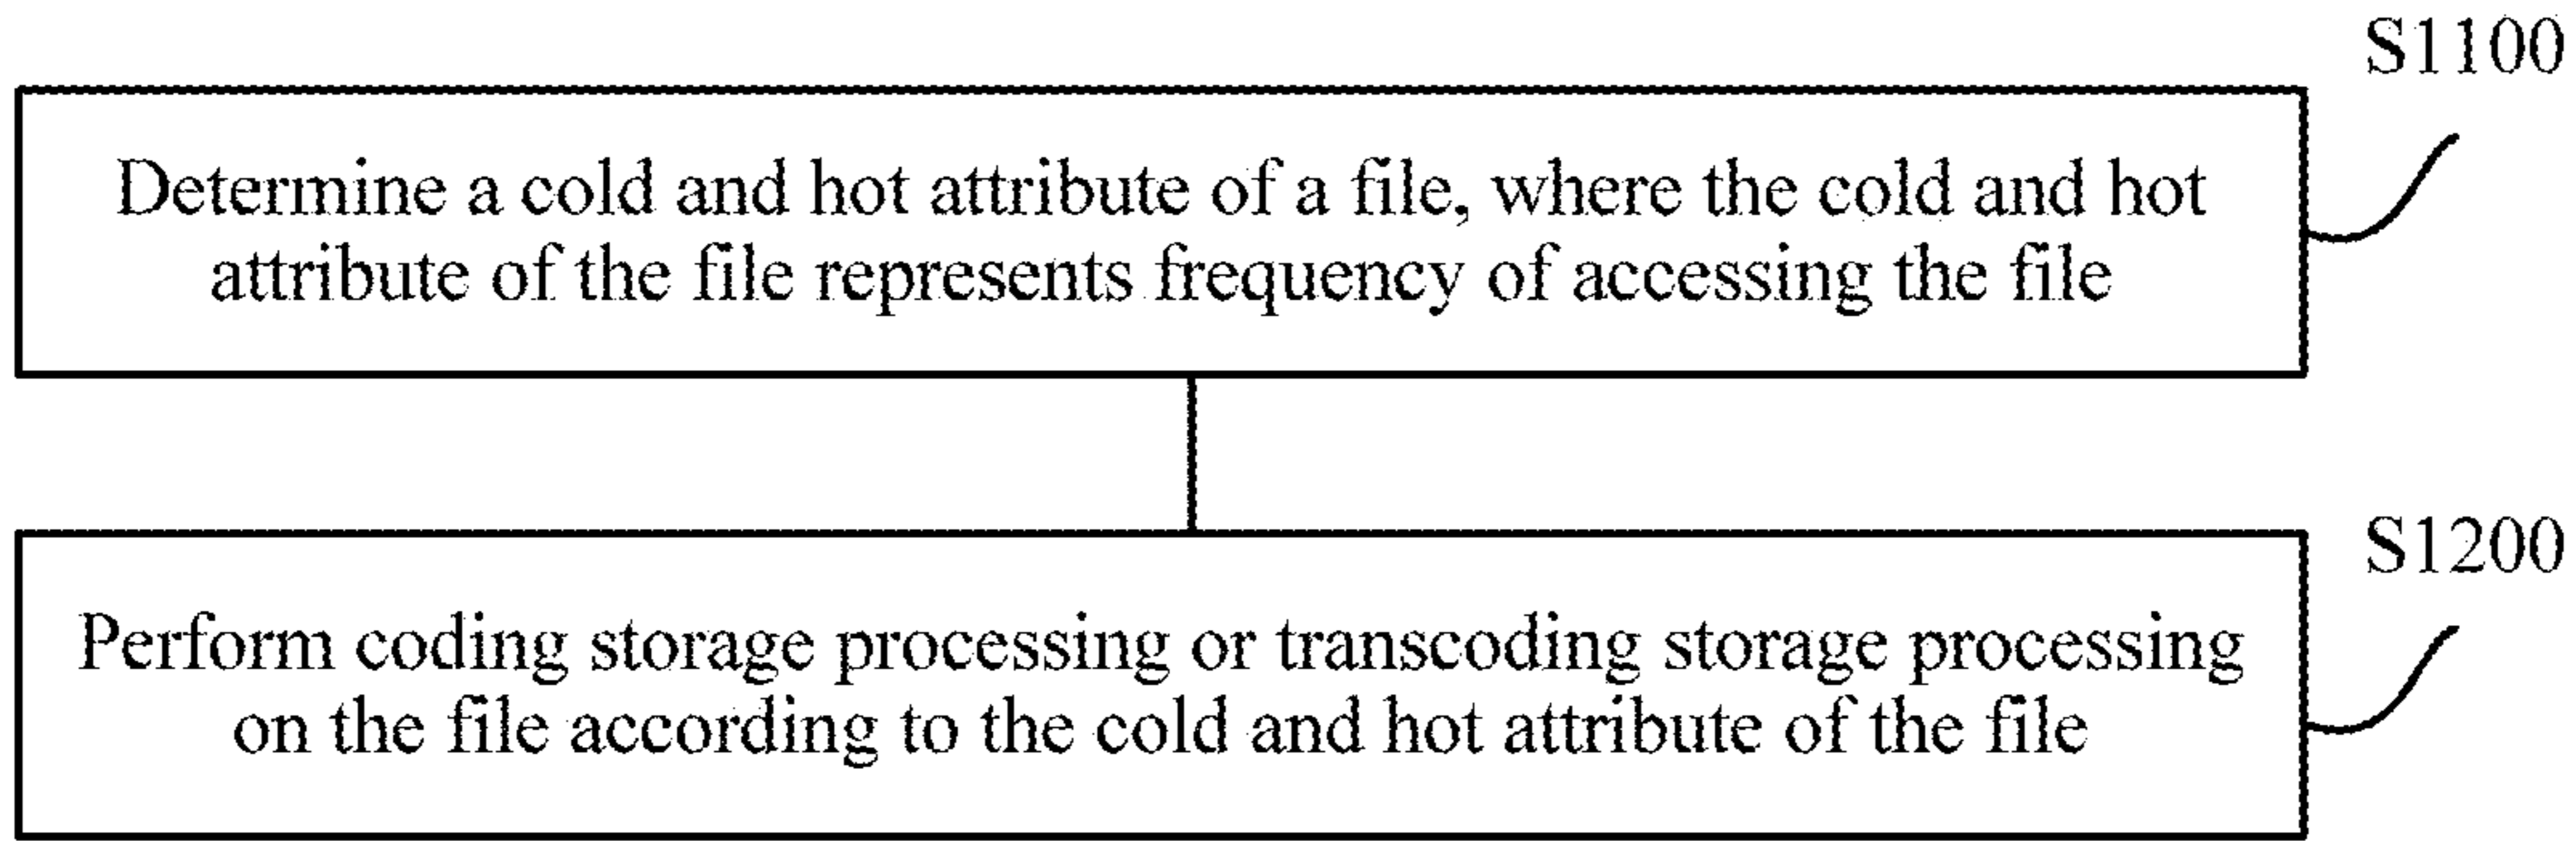 S1100
Determine a cold and hot attribute of a file, where the cold and hot
attribute of the file represents frequency of accessing the file
S1200
Perform coding storage processing or transcoding storage processing
on the file according to the cold and hot attribute of the file